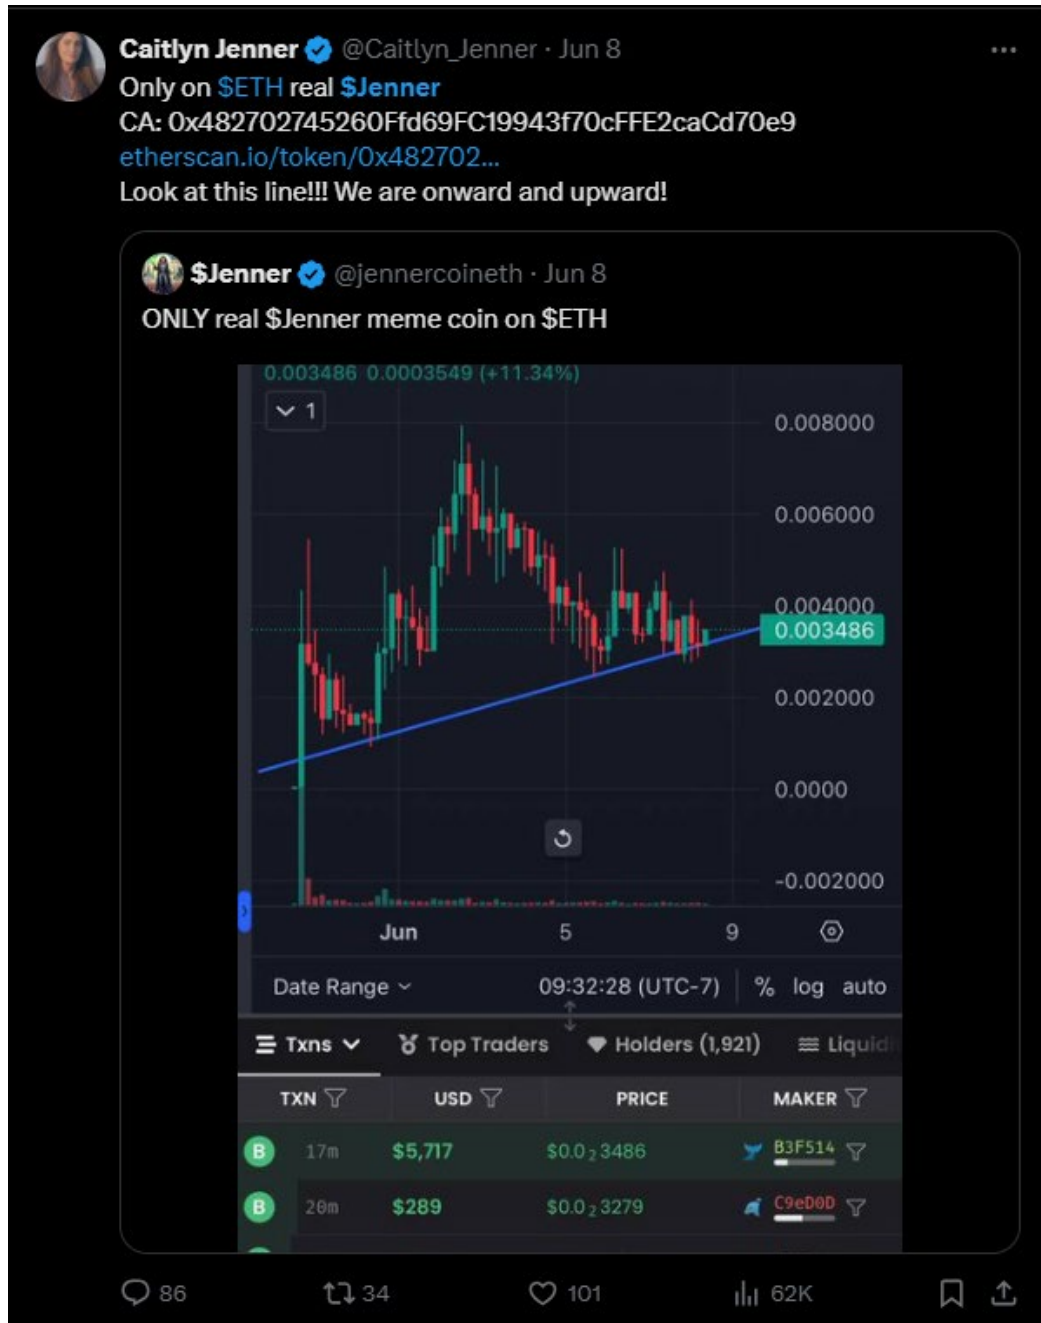 Caitlyn Jenner @Caitlyn_Jenner · Jun 8
Only on $ETH real $Jenner
CA: 0x482702745260Ffd69FC19943f70cFFE2caCd70e9
etherscan.io/token/0x482702...
Look at this line!!! We are onward and upward!
$Jenner @jennercoineth · Jun 8
ONLY real $Jenner meme coin on $ETH
0.003486 0.0003549 (+11.34%)
1
0.008000
0.006000
0.004000
0.003486
0.002000
0.0000
-0.002000
Jun 5 9
Date Range 09:32:28 (UTC-7) % log auto
Txns Top Traders Holders (1,921)
TXN USD PRICE MAKER
B 17m $5,717 $0.0₂3486 B3F514
B 20m $289 $0.0₂3279 C9eD0D
86 34 101 62K